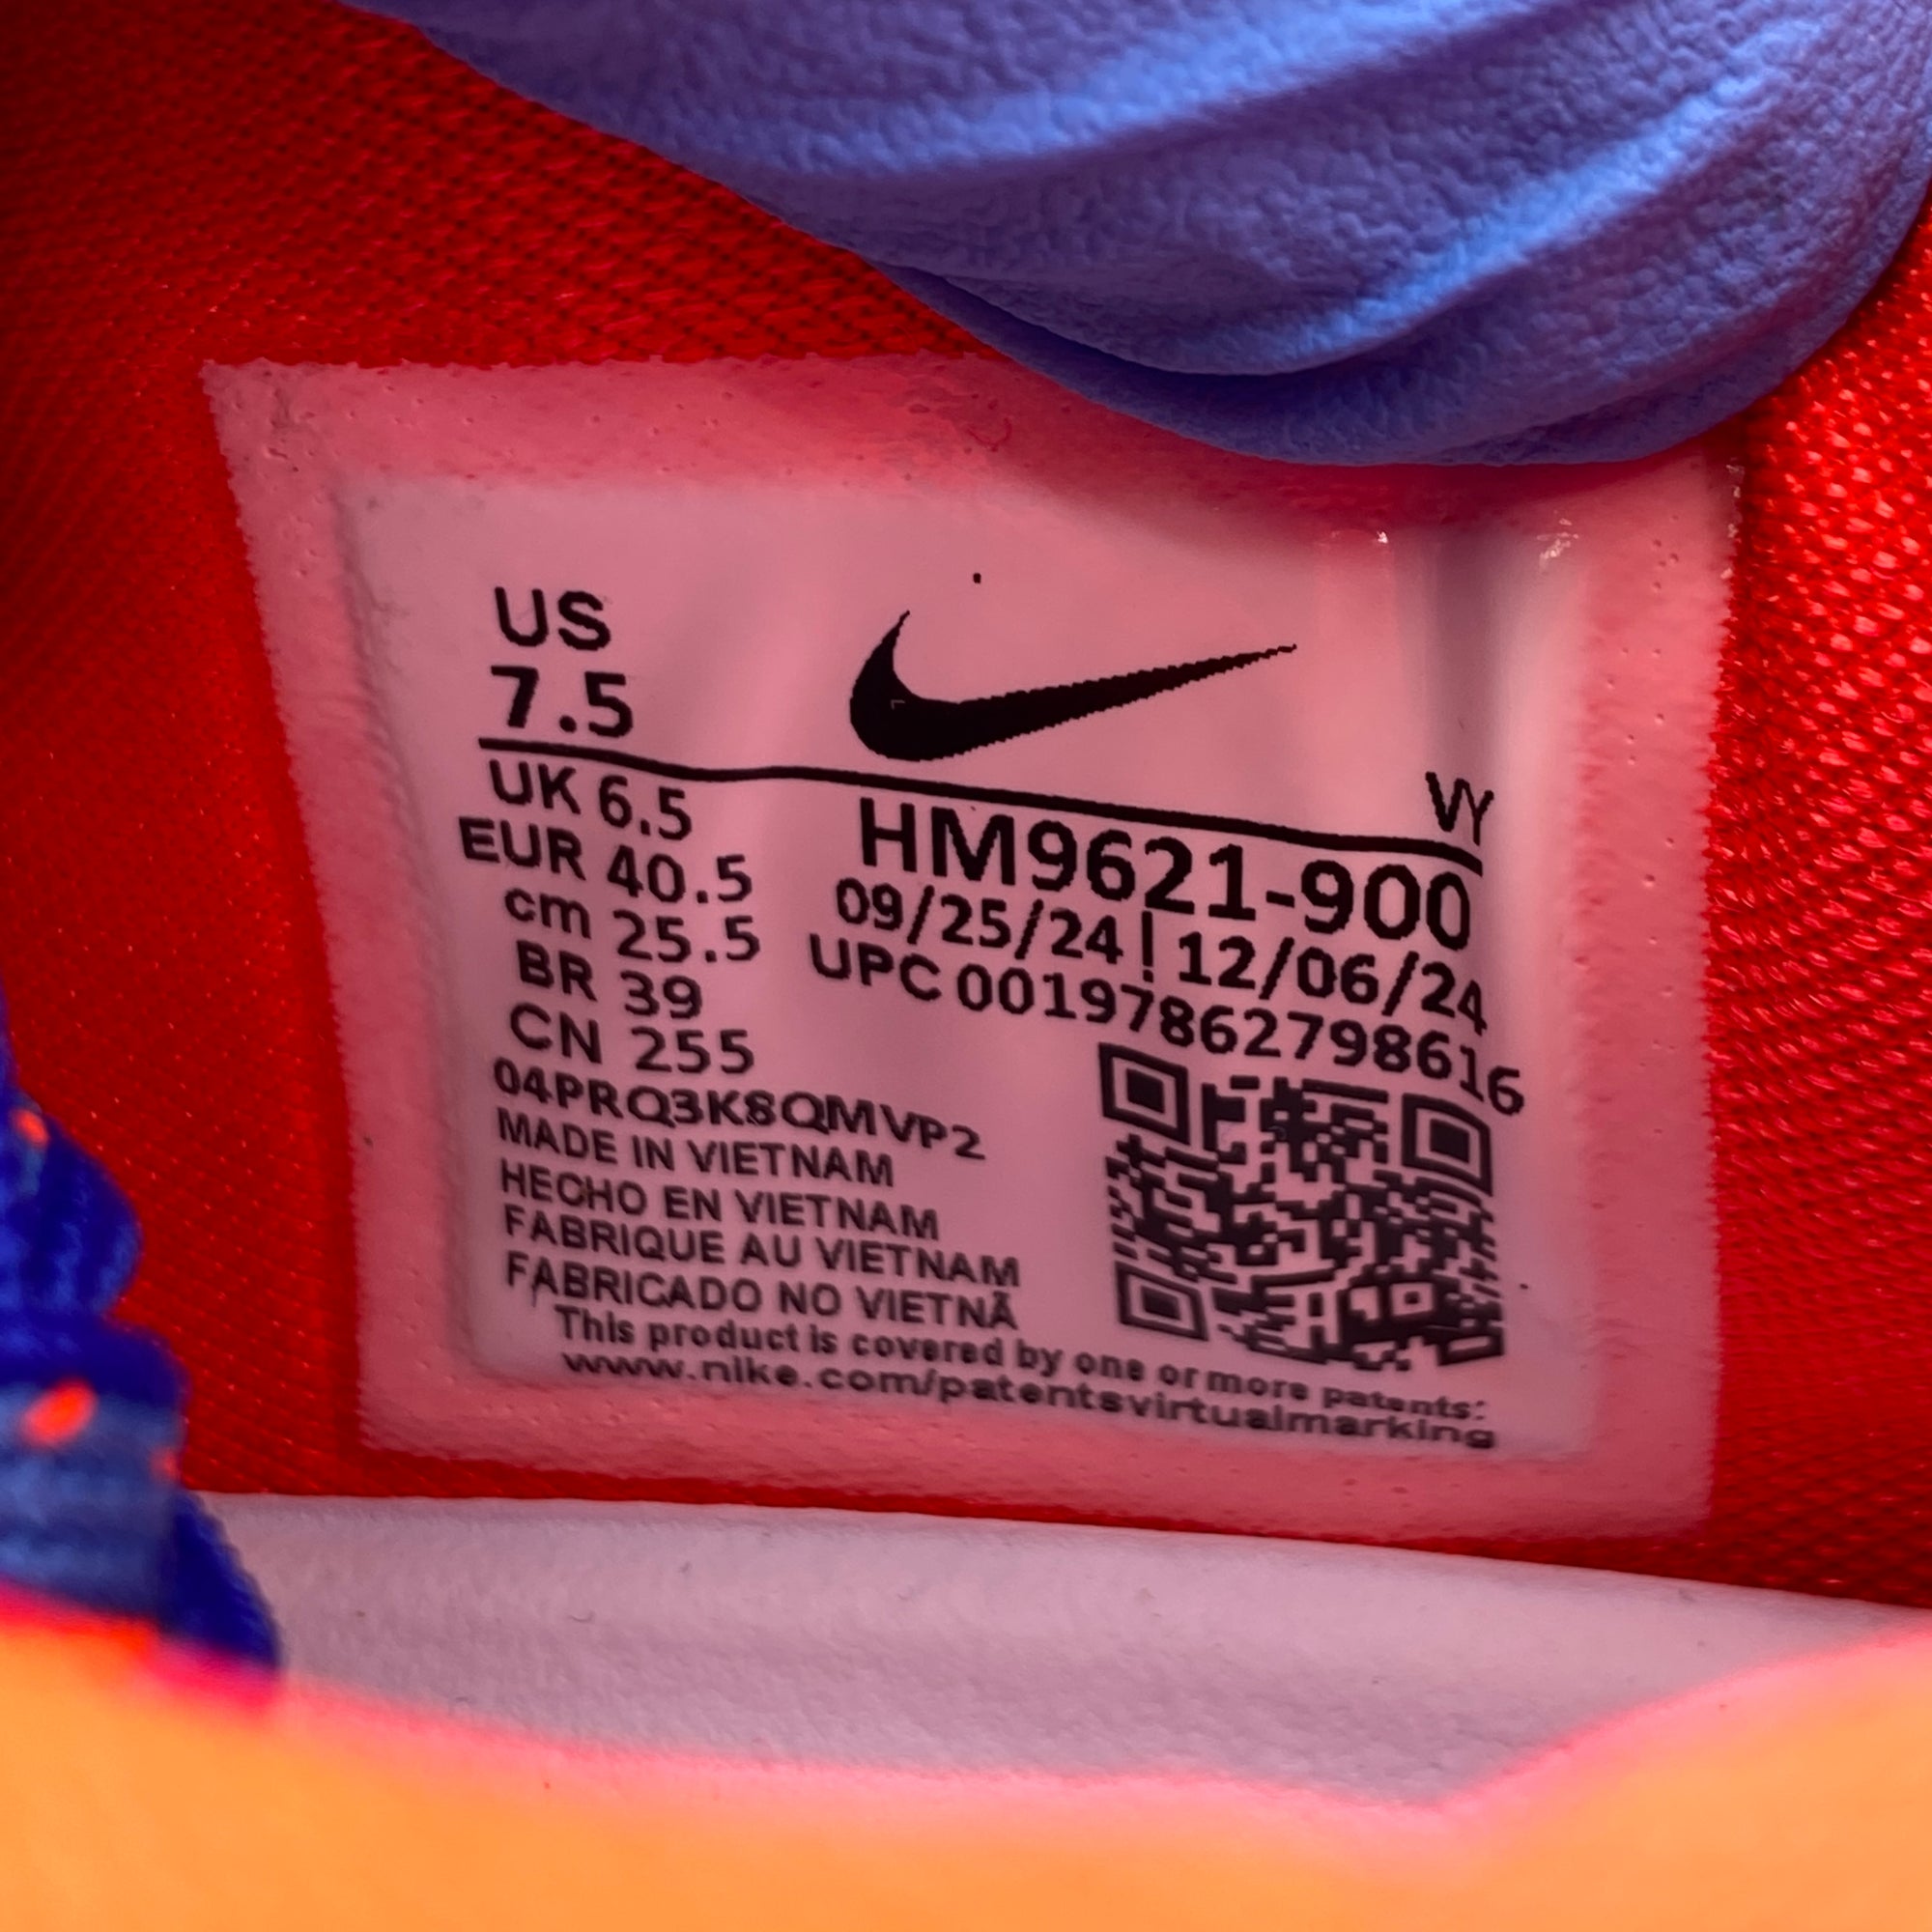 US
7.5
VY
UK 6.5
EUR 40.5
cm 25.5
BR 39
CN 255
HM9621-900
09/25/24 | 12/06/24
UPC 00197862798616
04PRQ3K8QMVP2
MADE IN VIETNAM
HECHO EN VIETNAM
FABRIQUE AU VIETNAM
FABRICADO NO VIETNÃ
This product is covered by one or more patents:
www.nike.com/patentsvirtualmarking